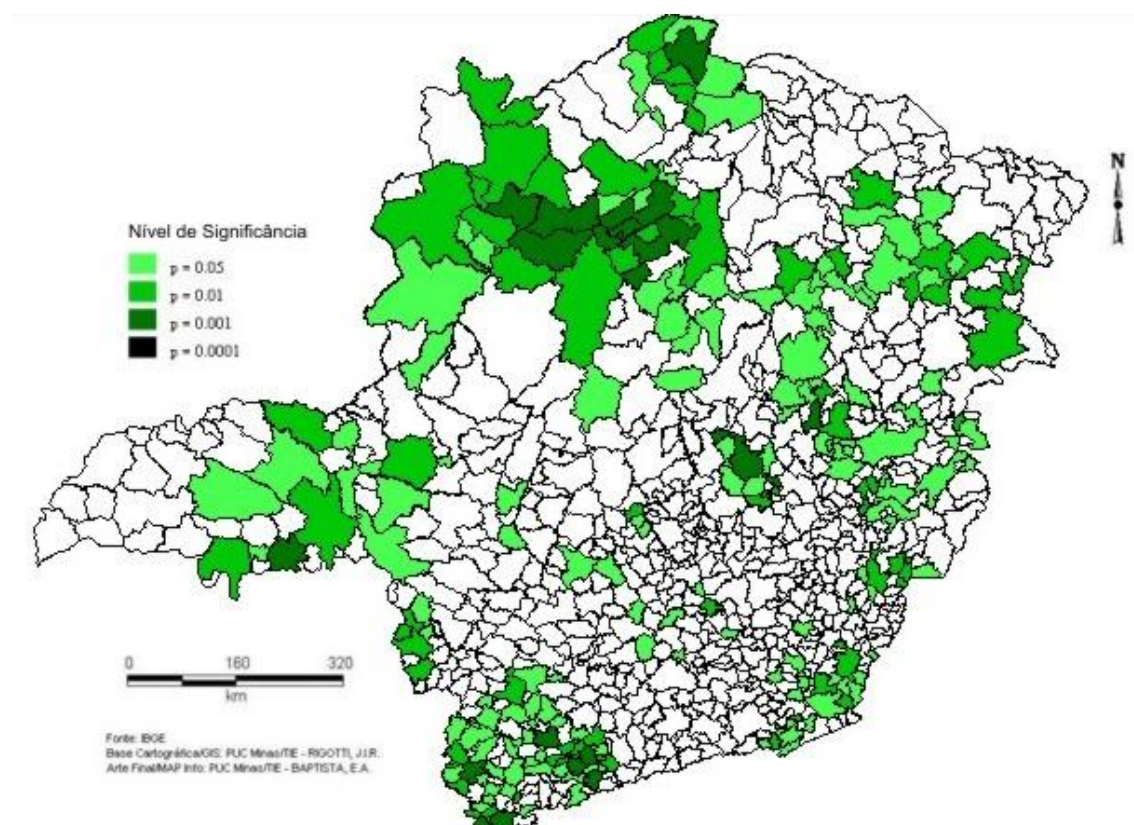 N
Nível de Significância
p = 0.05
p = 0.01
p = 0.001
p = 0.0001
0 160 320
km
Fonte: IBGE
Base Cartográfica/GIS: PUC Minas/TIE - RIGOTTI, J.I.R.
Arte Final/MAP Info: PUC Minas/TIE - BAPTISTA, E.A.